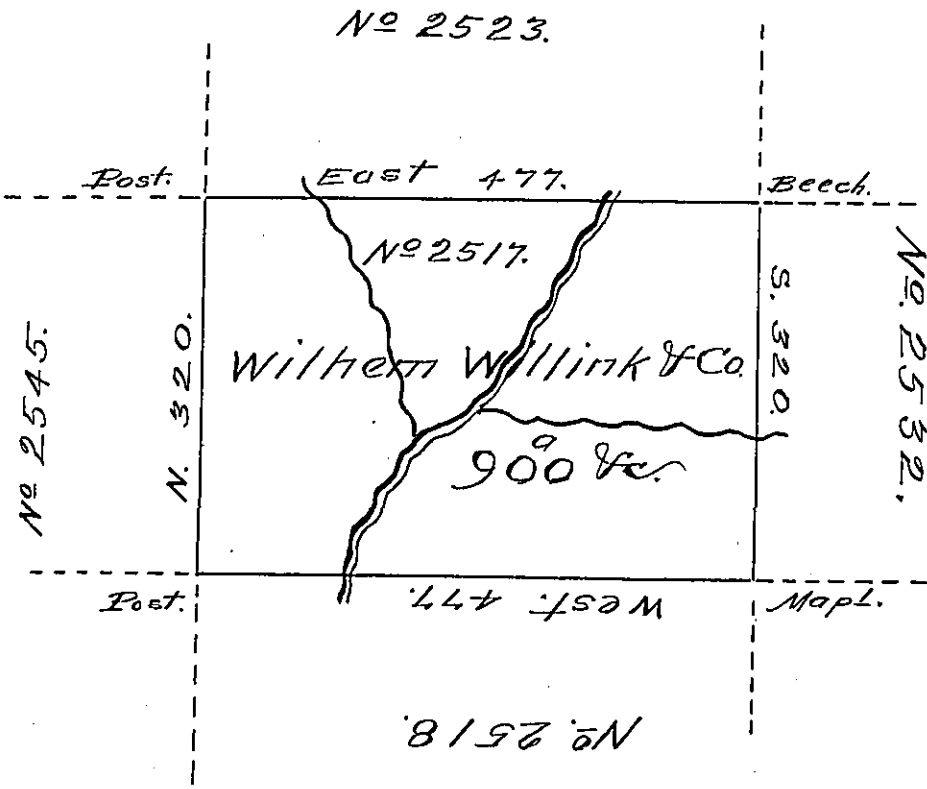 Nº 2523.
Post.
East 477.
Beech.
Nº 2517.
Nº 2545.
N. 320.
Wilhem Willink & Co.
S. 320.
Nº 2532.
900 a &c.
Post.
West. 477.
Mapl.
Nº 2518.